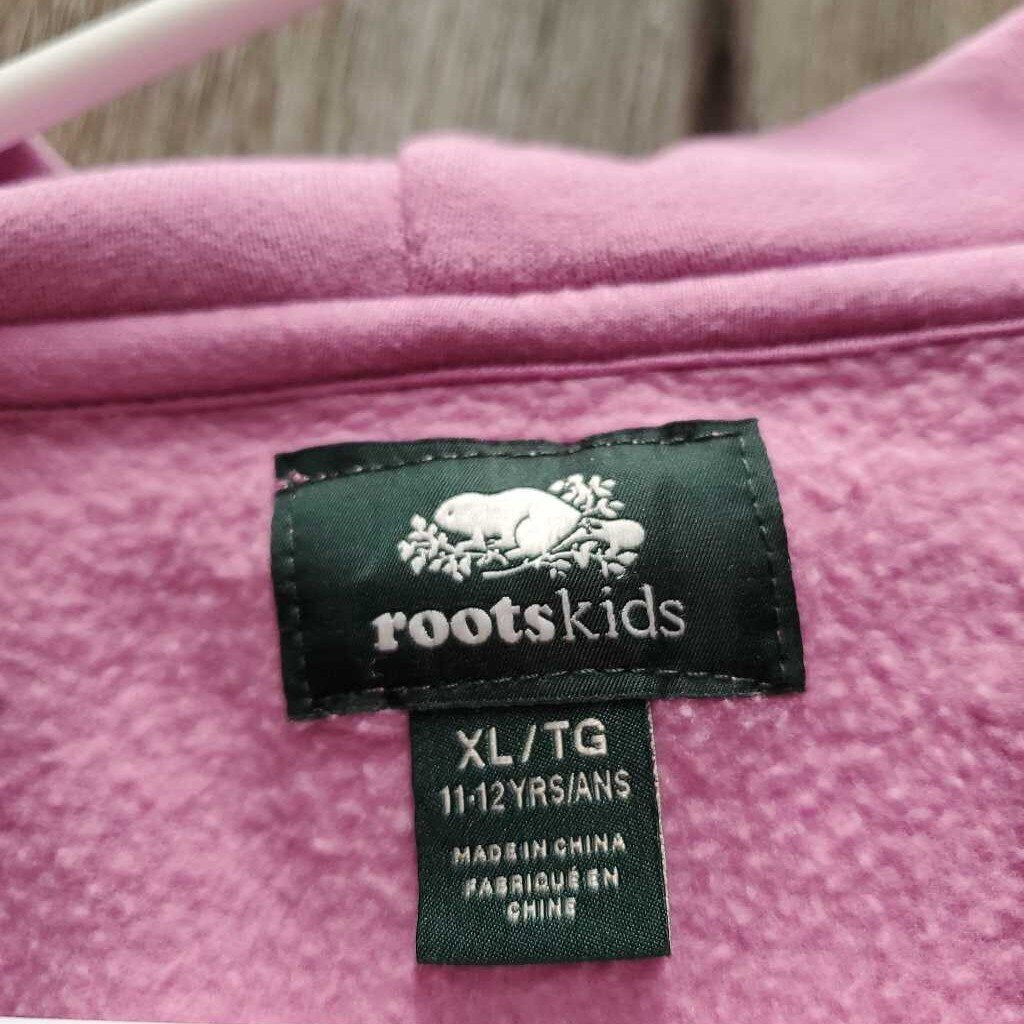 rootskids
XL/TG
11-12 YRS/ANS
MADE IN CHINA
FABRIQUÉ EN
CHINE